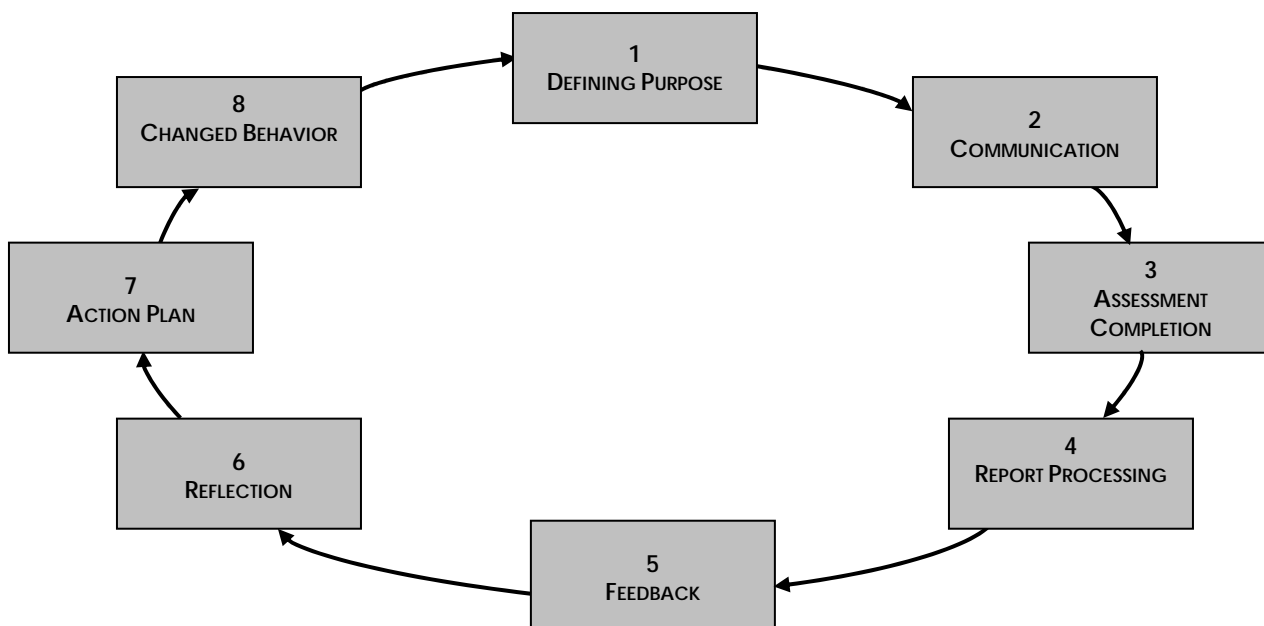 1
DEFINING PURPOSE
2
COMMUNICATION
3
ASSESSMENT
COMPLETION
4
REPORT PROCESSING
5
FEEDBACK
6
REFLECTION
7
ACTION PLAN
8
CHANGED BEHAVIOR